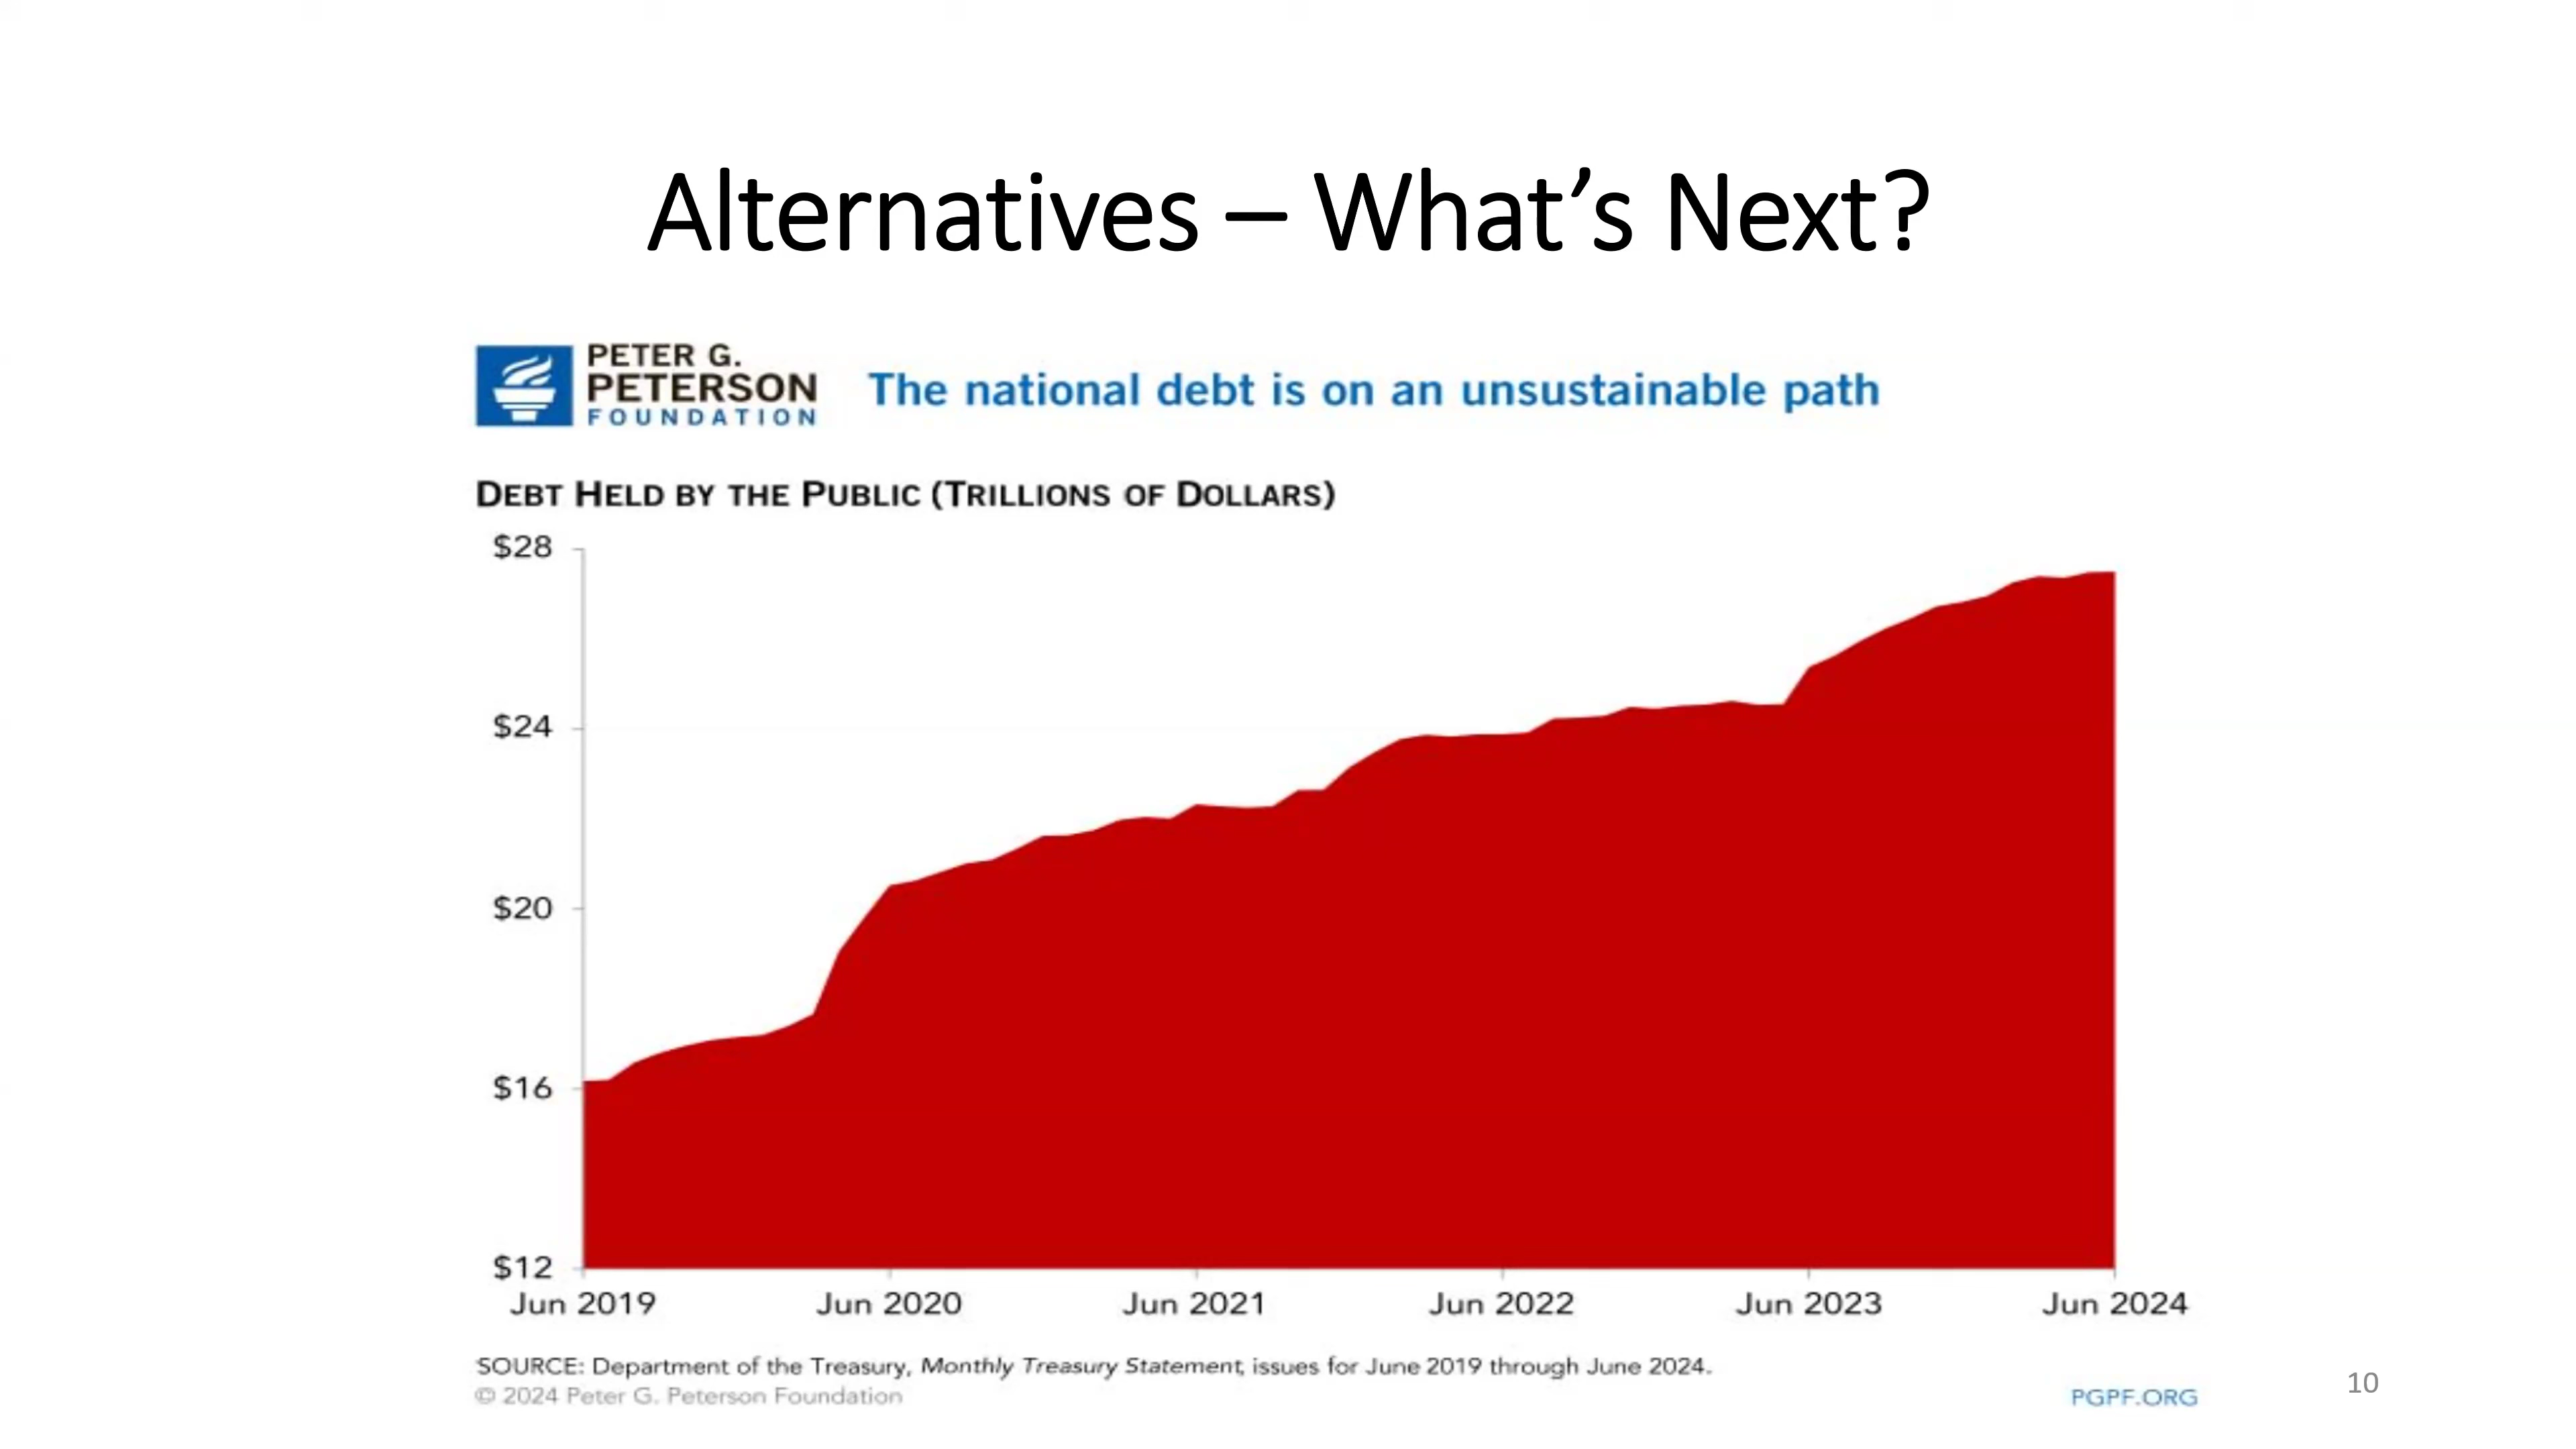 Alternatives – What’s Next?
PETER G.
PETERSON
FOUNDATION
The national debt is on an unsustainable path
DEBT HELD BY THE PUBLIC (TRILLIONS OF DOLLARS)
$28
$24
$20
$16
$12
Jun 2019 Jun 2020 Jun 2021 Jun 2022 Jun 2023 Jun 2024
SOURCE: Department of the Treasury, Monthly Treasury Statement, issues for June 2019 through June 2024.
© 2024 Peter G. Peterson Foundation
PGPF.ORG
10